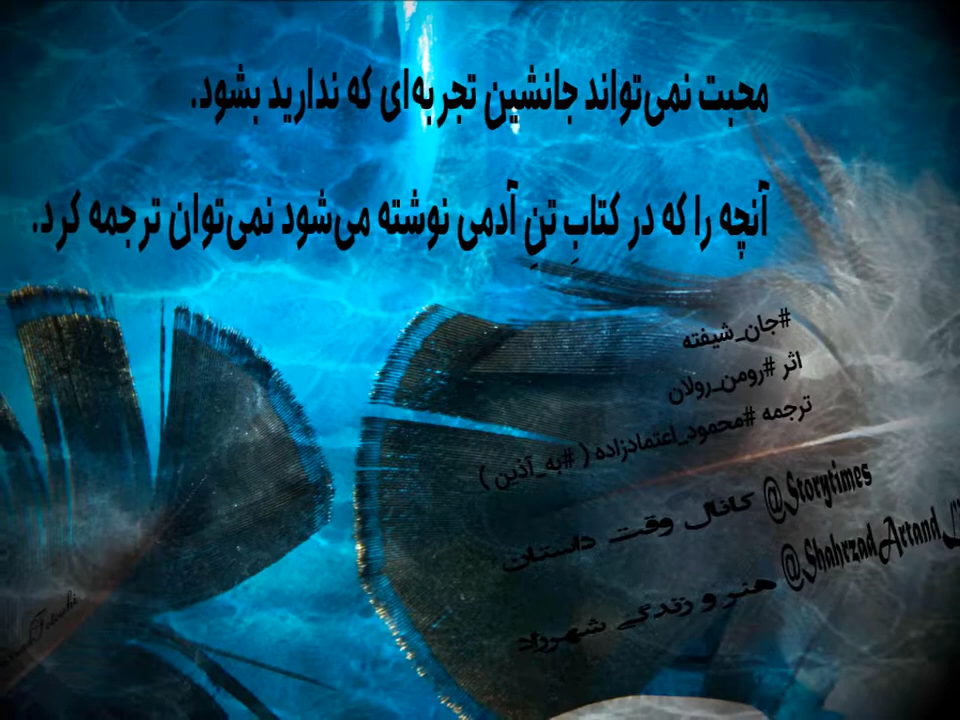 محبت نمی‌تواند جانشین تجربه‌ای که ندارید بشود.
آنچه را که در کتابِ تنِ آدمی نوشته می‌شود نمی‌توان ترجمه کرد.
#جان_شیفته
اثر #رومن_رولان
ترجمه #محمود_اعتمادزاده ( #به_آذین )
@Storytimes کانال وقت داستان
@ShahrzadArtandL هنر و زندگی شهرزاد